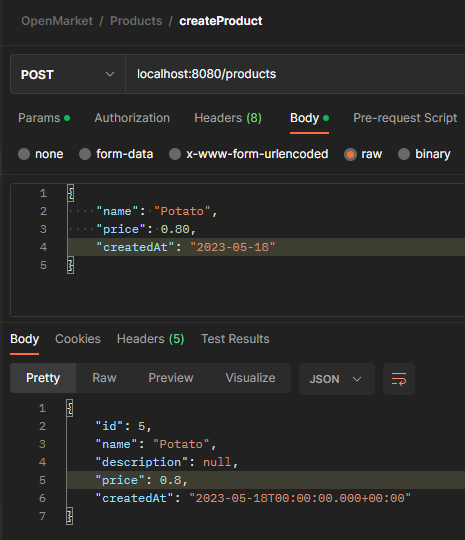 OpenMarket / Products / createProduct
POST localhost:8080/products
Params Authorization Headers (8) Body Pre-request Script
none form-data x-www-form-urlencoded raw binary
1 {
2 "name": "Potato",
3 "price": 0.80,
4 "createdAt": "2023-05-18"
5 }
Body Cookies Headers (5) Test Results
Pretty Raw Preview Visualize JSON
1 {
2 "id": 5,
3 "name": "Potato",
4 "description": null,
5 "price": 0.8,
6 "createdAt": "2023-05-18T00:00:00.000+00:00"
7 }